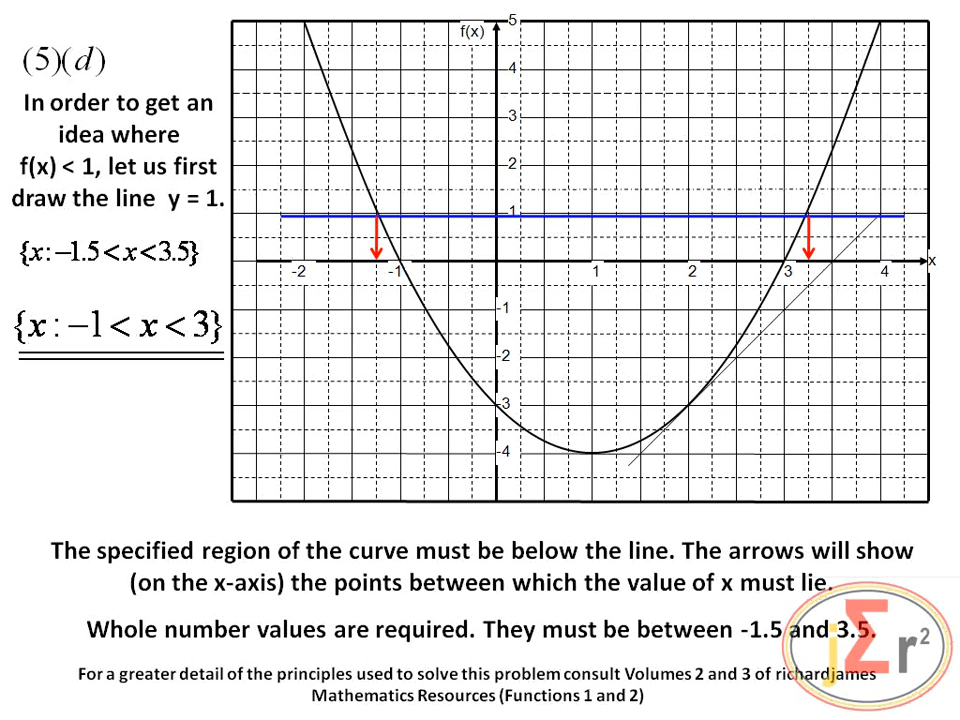 (5)(d)
In order to get an
idea where
f(x) < 1, let us first
draw the line y = 1.
{x:−1.5<x<3.5}
{x : −1 < x < 3}
f(x)
5
4
3
2
1
-2 -1 1 2 3 4 x
-1
-2
-3
-4
The specified region of the curve must be below the line. The arrows will show
(on the x-axis) the points between which the value of x must lie.
Whole number values are required. They must be between -1.5 and 3.5.
For a greater detail of the principles used to solve this problem consult Volumes 2 and 3 of richardjames
Mathematics Resources (Functions 1 and 2)
jΣr²